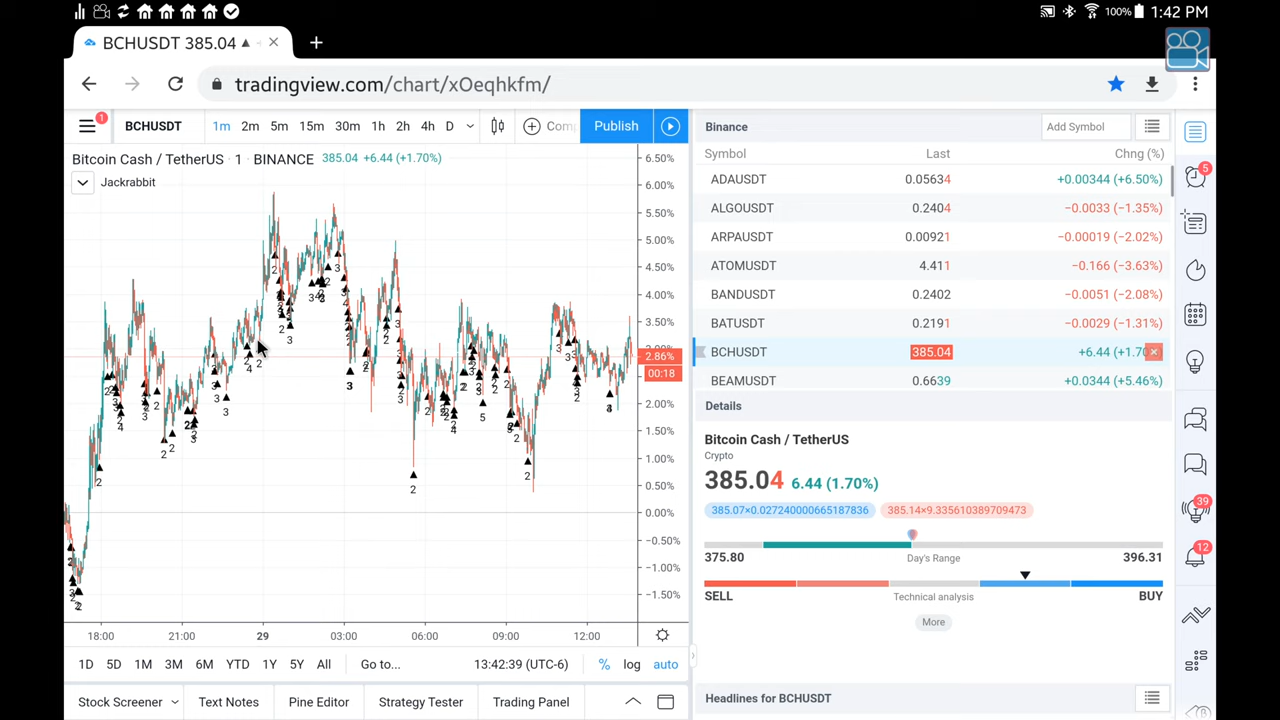 100% 1:42 PM
BCHUSDT 385.04
tradingview.com/chart/xOeqhkfm/
1 BCHUSDT 1m 2m 5m 15m 30m 1h 2h 4h D Comp Publish
Bitcoin Cash / TetherUS · 1 · BINANCE 385.04 +6.44 (+1.70%)
Jackrabbit
6.50%
6.00%
5.50%
5.00%
4.50%
4.00%
3.50%
2.86%
00:18
2.00%
1.50%
1.00%
0.50%
0.00%
−0.50%
−1.00%
−1.50%
18:00 21:00 29 03:00 06:00 09:00 12:00
1D 5D 1M 3M 6M YTD 1Y 5Y All Go to... 13:42:39 (UTC-6) % log auto
Stock Screener Text Notes Pine Editor Strategy Tester Trading Panel
Binance Add Symbol
Symbol Last Chng (%)
ADAUSDT 0.05634 +0.00344 (+6.50%)
ALGOUSDT 0.2404 −0.0033 (−1.35%)
ARPAUSDT 0.00921 −0.00019 (−2.02%)
ATOMUSDT 4.411 −0.166 (−3.63%)
BANDUSDT 0.2402 −0.0051 (−2.08%)
BATUSDT 0.2191 −0.0029 (−1.31%)
BCHUSDT 385.04 +6.44 (+1.70
BEAMUSDT 0.6639 +0.0344 (+5.46%)
Details
Bitcoin Cash / TetherUS
Crypto
385.04 6.44 (1.70%)
385.07×0.027240000665187836 385.14×9.335610389709473
375.80 Day's Range 396.31
SELL Technical analysis BUY
More
Headlines for BCHUSDT
5
39
12